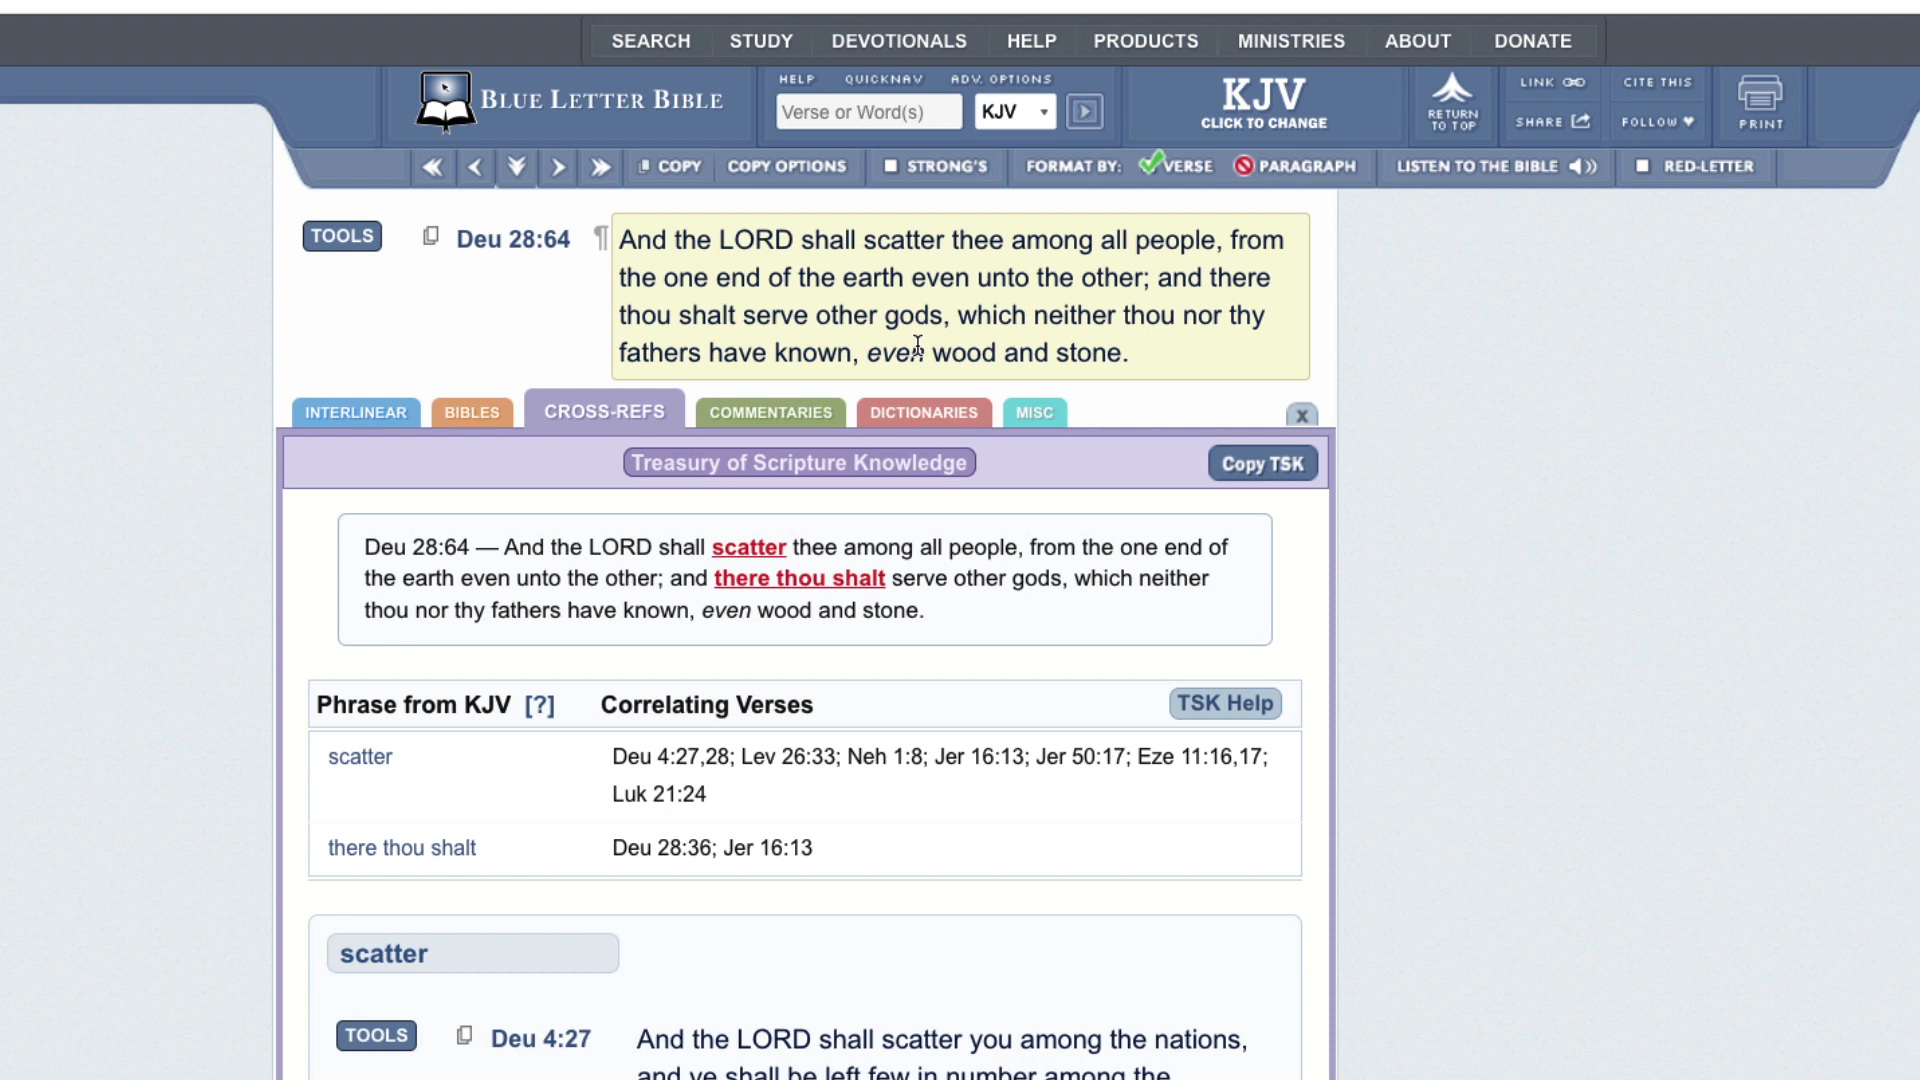 SEARCH STUDY DEVOTIONALS HELP PRODUCTS MINISTRIES ABOUT DONATE
BLUE LETTER BIBLE
HELP QUICKNAV ADV. OPTIONS
Verse or Word(s) KJV
KJV
CLICK TO CHANGE
RETURN
TO TOP
LINK
SHARE
CITE THIS
FOLLOW
PRINT
COPY COPY OPTIONS STRONG'S FORMAT BY: VERSE PARAGRAPH LISTEN TO THE BIBLE RED-LETTER
TOOLS Deu 28:64 ¶ And the LORD shall scatter thee among all people, from
the one end of the earth even unto the other; and there
thou shalt serve other gods, which neither thou nor thy
fathers have known, even wood and stone.
INTERLINEAR BIBLES CROSS-REFS COMMENTARIES DICTIONARIES MISC X
Treasury of Scripture Knowledge Copy TSK
Deu 28:64 — And the LORD shall scatter thee among all people, from the one end of
the earth even unto the other; and there thou shalt serve other gods, which neither
thou nor thy fathers have known, even wood and stone.
Phrase from KJV [?] Correlating Verses TSK Help
scatter Deu 4:27,28; Lev 26:33; Neh 1:8; Jer 16:13; Jer 50:17; Eze 11:16,17;
Luk 21:24
there thou shalt Deu 28:36; Jer 16:13
scatter
TOOLS Deu 4:27 And the LORD shall scatter you among the nations,
and ye shall be left few in number among the